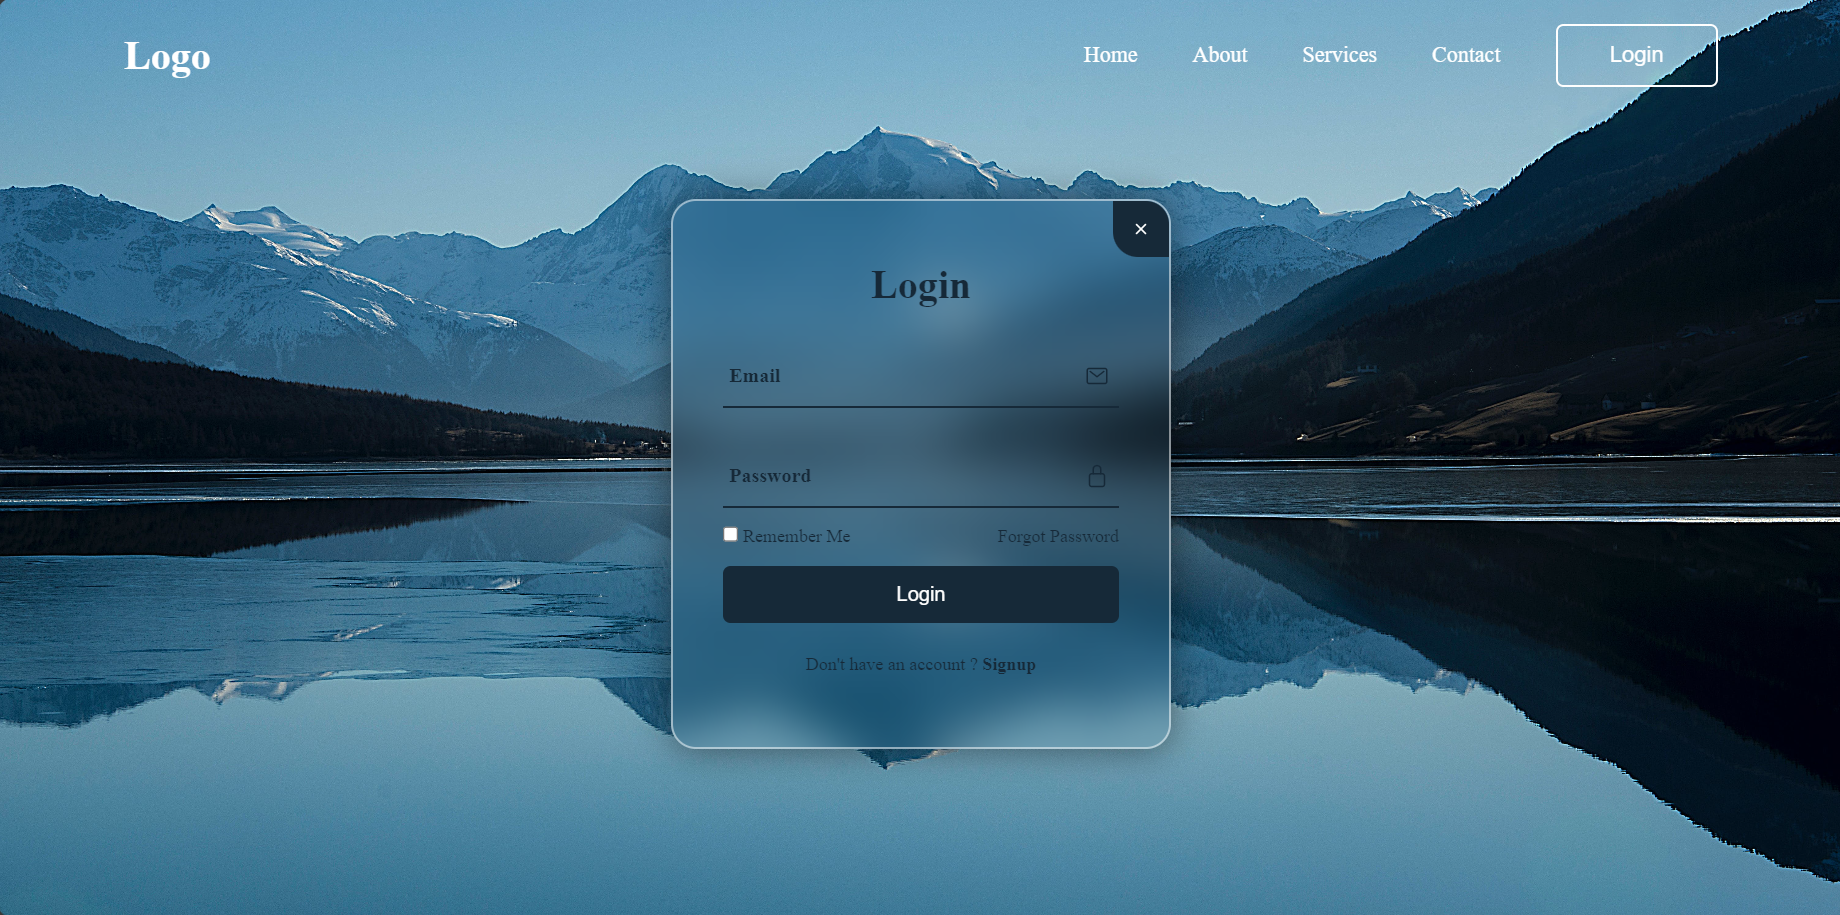 Logo
Home About Services Contact Login
×
Login
Email
Password
Remember Me Forgot Password
Login
Don't have an account ? Signup